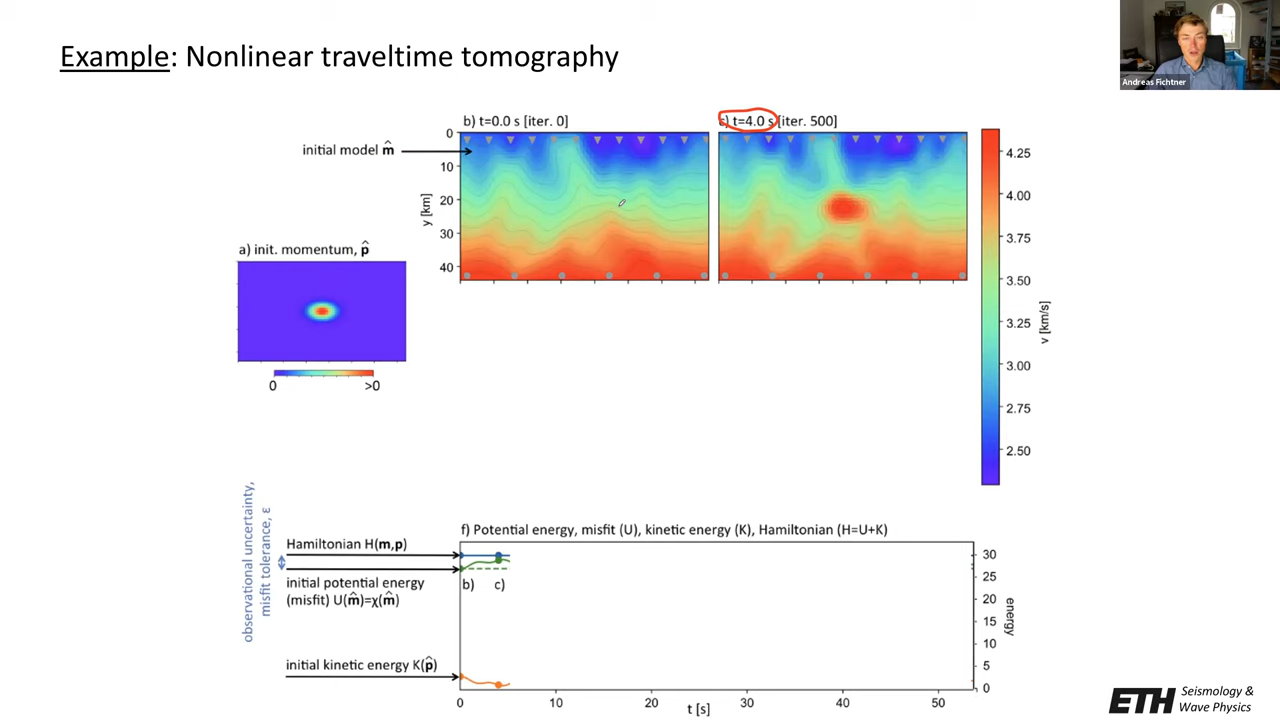 Example: Nonlinear traveltime tomography
Andreas Fichtner
b) t=0.0 s [iter. 0]
c) t=4.0 s [iter. 500]
initial model m̂
0
10
20
30
40
y [km]
4.25
4.00
3.75
3.50
3.25
3.00
2.75
2.50
v [km/s]
a) init. momentum, p̂
0
>0
observational uncertainty,
misfit tolerance, ε
f) Potential energy, misfit (U), kinetic energy (K), Hamiltonian (H=U+K)
Hamiltonian H(m,p)
initial potential energy
(misfit) U(m̂)=χ(m̂)
initial kinetic energy K(p̂)
b)
c)
30
25
20
15
10
5
0
energy
0
10
20
30
40
50
t [s]
ETH
Seismology &
Wave Physics